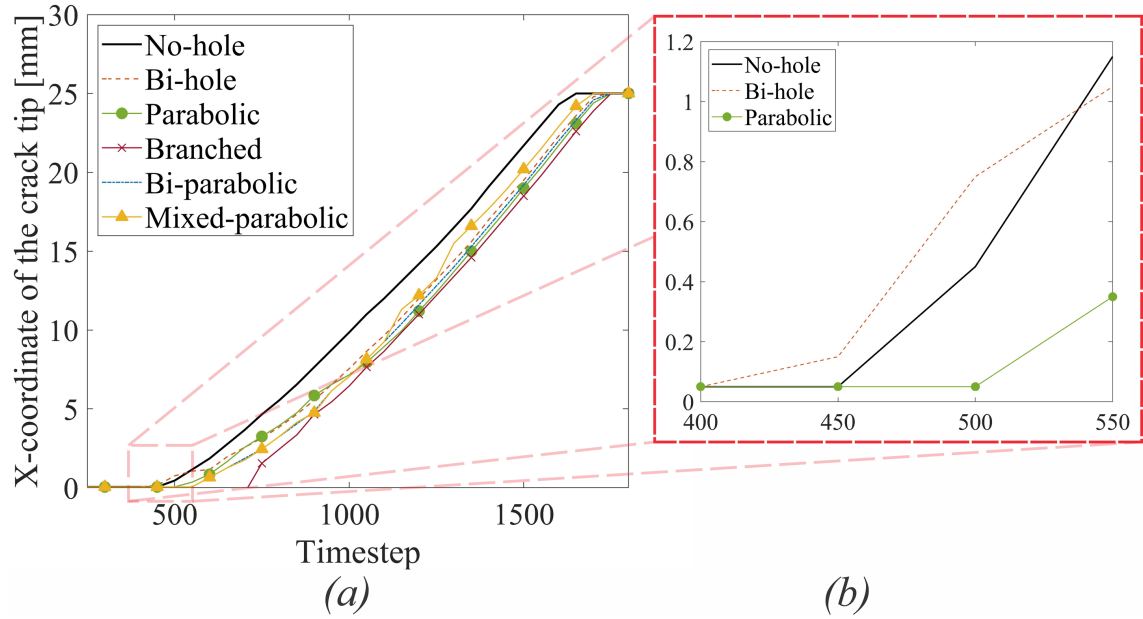 X-coordinate of the crack tip [mm]
30
25
20
15
10
5
0
500
1000
1500
Timestep
No-hole
Bi-hole
Parabolic
Branched
Bi-parabolic
Mixed-parabolic
(a)
1.2
1
0.8
0.6
0.4
0.2
0
400
450
500
550
No-hole
Bi-hole
Parabolic
(b)